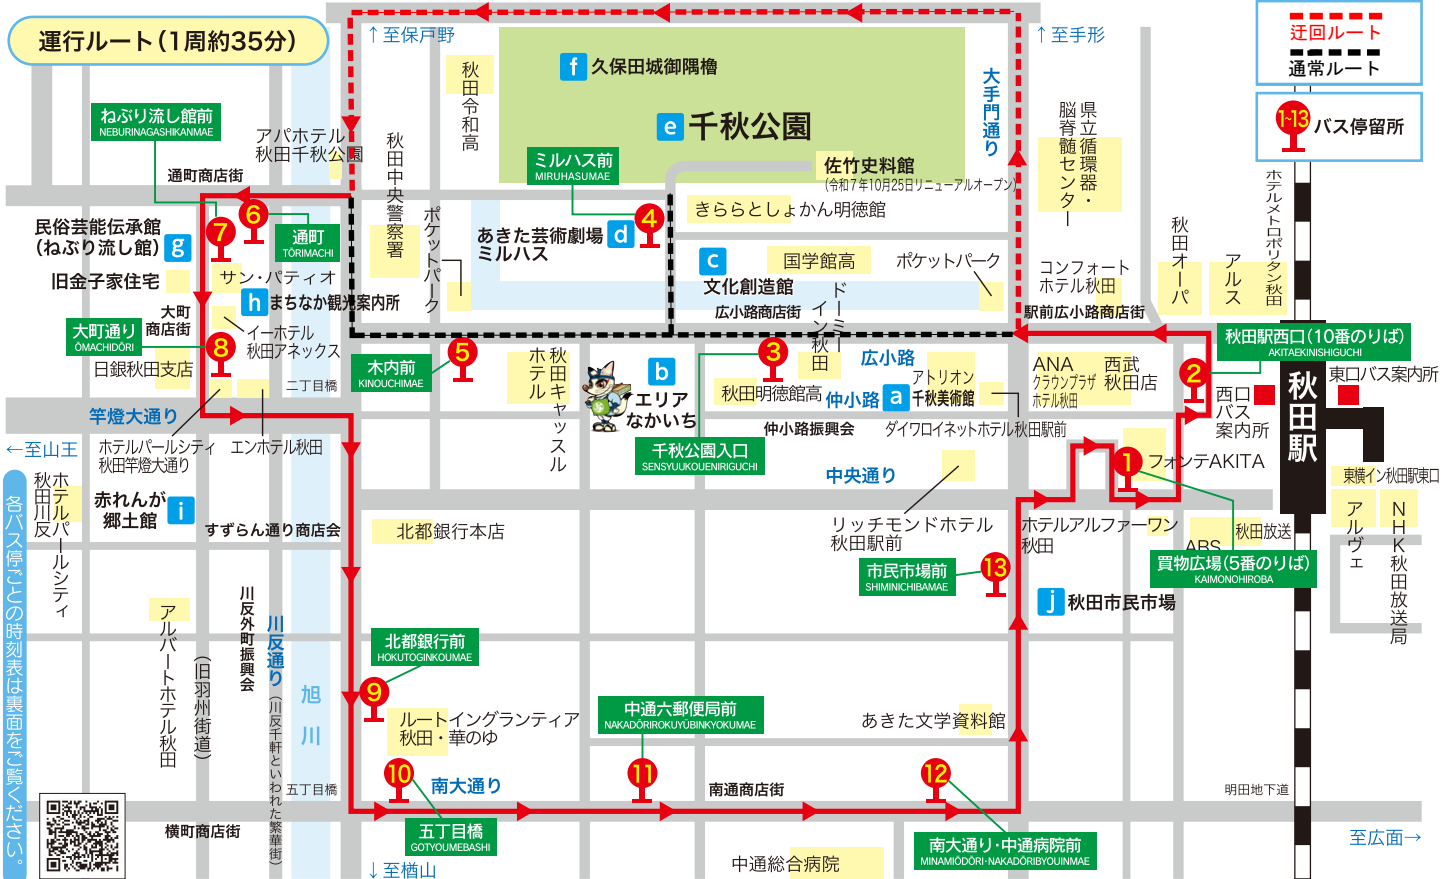 運行ルート（1周約35分）
↑至保戸野
↑至手形
迂回ルート
通常ルート
1~13 バス停留所
f 久保田城御隅櫓
e 千秋公園
大手門通り
秋田令和高
秋田中央警察署
ポケットパーク
ねぶり流し館前
NEBURINAGASHIKANMAE
アパホテル
秋田千秋公園
通町商店街
ミルハス前
MIRUHASUMAE
佐竹史料館
（令和7年10月25日リニューアルオープン）
県立循環器・
脳脊髄センター
ホテルメトロポリタン秋田
民俗芸能伝承館
（ねぶり流し館） g
旧金子家住宅
7
6
通町
TŌRIMACHI
4
あきた芸術劇場
ミルハス d
きららとしょかん明徳館
c
文化創造館
国学館高
ポケットパーク
コンフォート
ホテル秋田
秋田オーパ
アルス
サン・パティオ
h まちなか観光案内所
大町
商店街
イーホテル
秋田アネックス
広小路商店街
ドーミーイン秋田
駅前広小路商店街
大町通り
ŌMACHIDŌRI
8
日銀秋田支店
二丁目橋
木内前
KINOUCHIMAE
5
秋田キャッスル
ホテル
b
エリア
なかいち
3
広小路
秋田明徳館高
仲小路
a アトリオン
千秋美術館
ANA
クラウンプラザ
ホテル秋田
西武
秋田店
2
秋田駅西口（10番のりば）
AKITAEKINISHIGUCHI
西口
バス
案内所
秋田駅
東口バス案内所
竿燈大通り
←至山王
ホテルパールシティ
秋田竿燈大通り
エンホテル秋田
千秋公園入口
SENSYUKOUENIRIGUCHI
仲小路振興会
ダイワロイネットホテル秋田駅前
中央通り
1
フォンテAKITA
東横イン秋田駅東口
ホテルパールシティ
秋田川反
赤れんが
郷土館 i
すずらん通り商店会
北都銀行本店
リッチモンドホテル
秋田駅前
ホテルアルファーワン
秋田
ABS
秋田放送
アルヴェ
NHK秋田放送局
買物広場（5番のりば）
KAIMONOHIROBA
市民市場前
SHIMINICHIBAMAE
13
j 秋田市民市場
各バス停ごとの時刻表は裏面をご覧ください。
アルバートホテル秋田
（旧羽州街道）
川反外町振興会
川反通り
（川反千軒といわれた繁華街）
旭川
北都銀行前
HOKUTOGINKOUMAE
9
ルートイングランティア
秋田・華のゆ
中通六郵便局前
NAKADŌRIROKUYŪBINKYOKUMAE
あきた文学資料館
10
11
12
五丁目橋
南大通り
南通商店街
明田地下道
横町商店街
五丁目橋
GOTYOUMEBASHI
南大通り・中通病院前
MINAMIŌDŌRI・NAKADŌRIBYOUINMAE
至広面→
↓至楢山
中通総合病院